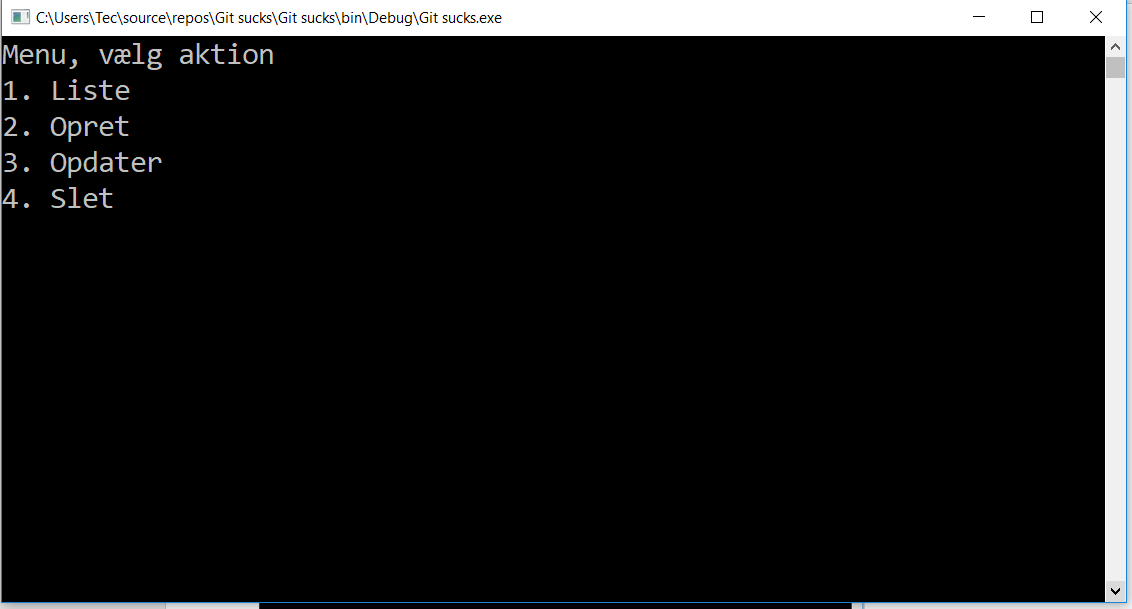 C:\Users\Tec\source\repos\Git sucks\Git sucks\bin\Debug\Git sucks.exe
Menu, vælg aktion
1. Liste
2. Opret
3. Opdater
4. Slet